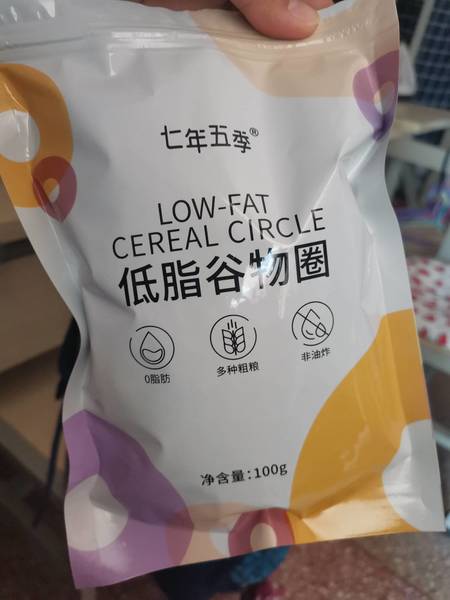 七年五季®
LOW-FAT
CEREAL CIRCLE
低脂谷物圈
0脂肪 多种粗粮 非油炸
净含量:100g